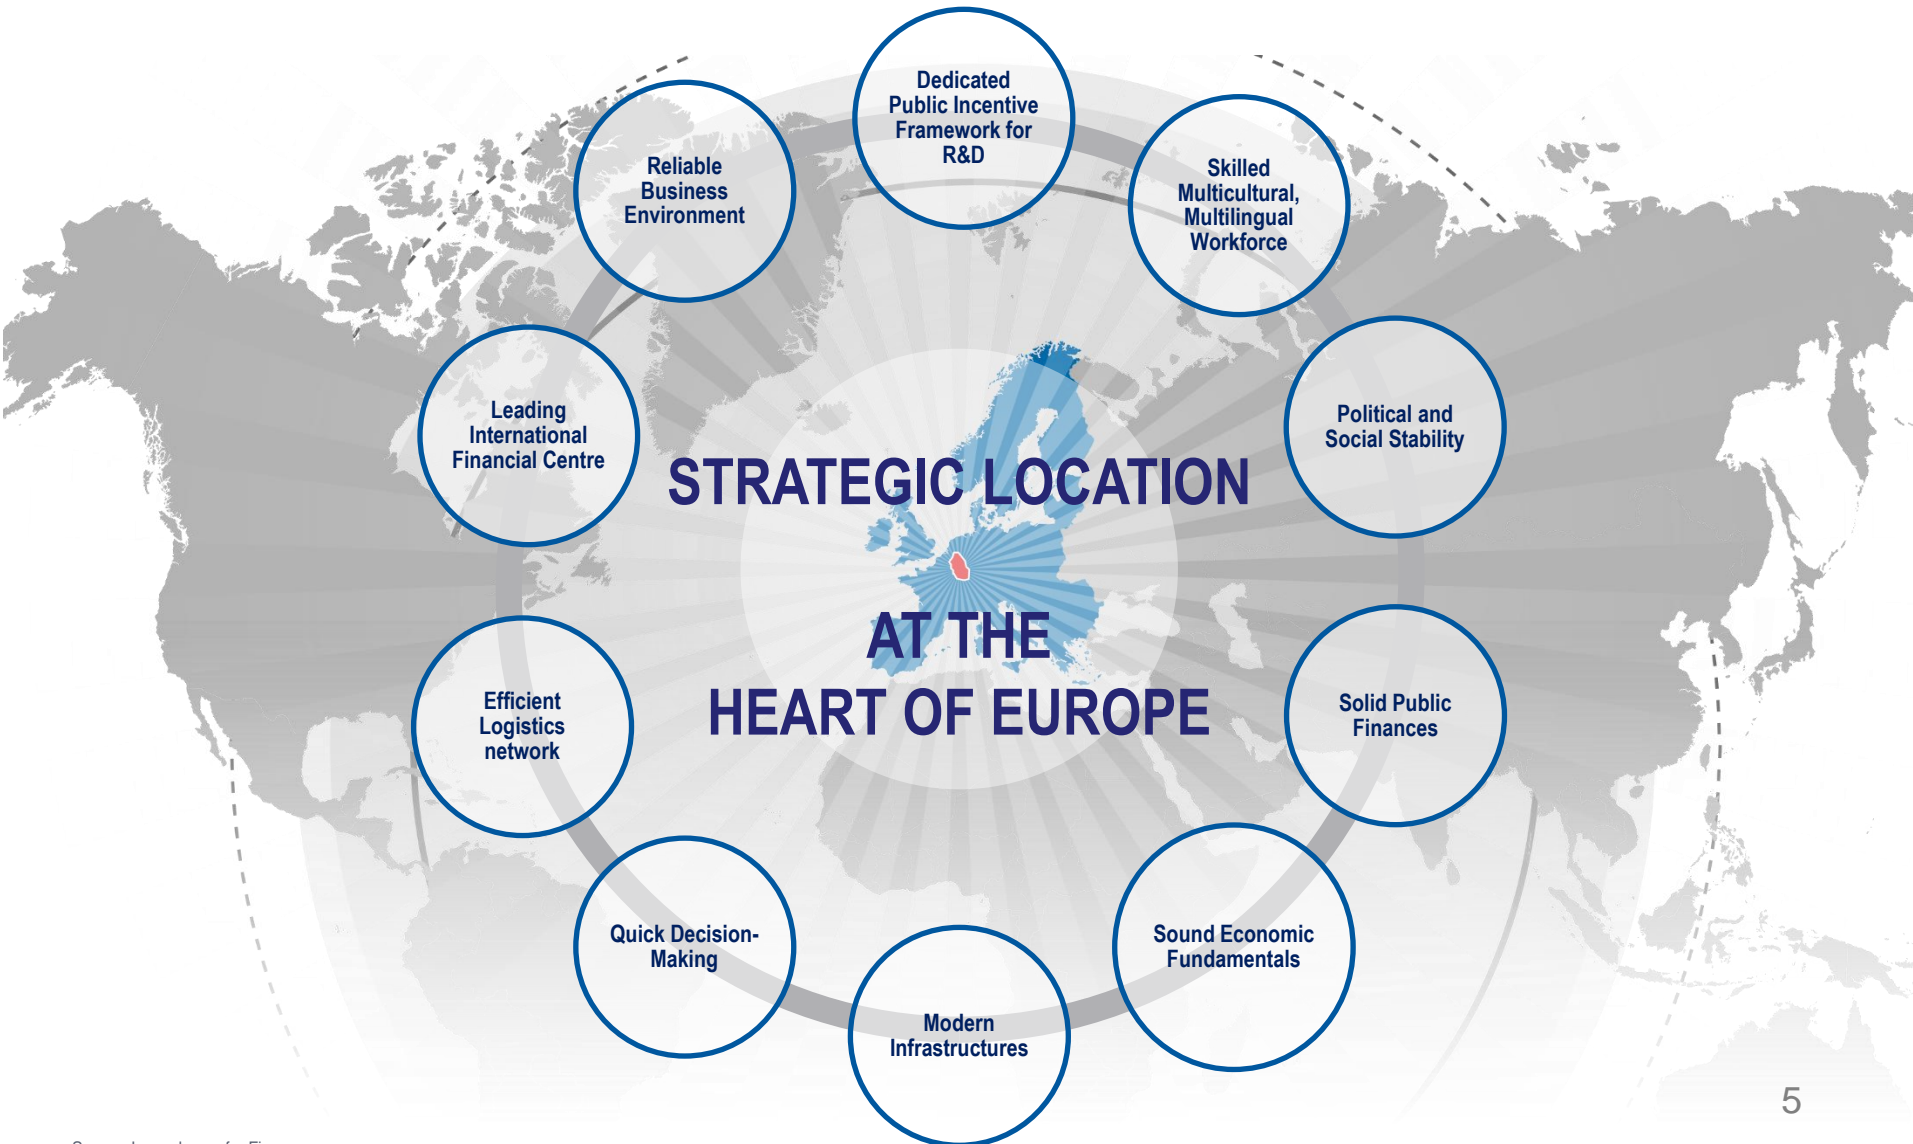 Dedicated
Public Incentive
Framework for
R&D
Reliable
Business
Environment
Skilled
Multicultural,
Multilingual
Workforce
Leading
International
Financial Centre
Political and
Social Stability
STRATEGIC LOCATION
AT THE
HEART OF EUROPE
Efficient
Logistics
network
Solid Public
Finances
Quick Decision-
Making
Sound Economic
Fundamentals
Modern
Infrastructures
5